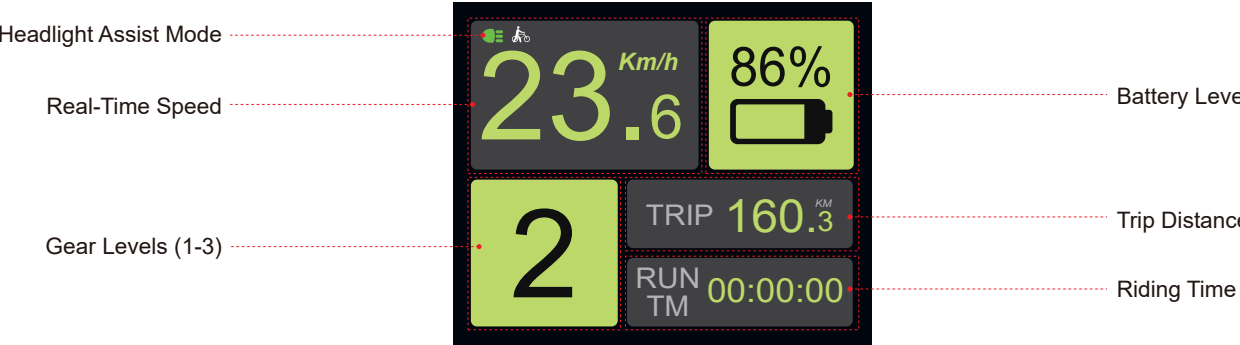 Headlight Assist Mode
Real-Time Speed
Gear Levels (1-3)
23.6
Km/h
86%
2
TRIP 160.3
KM
RUN
TM
00:00:00
Battery Leve
Trip Distance
Riding Time